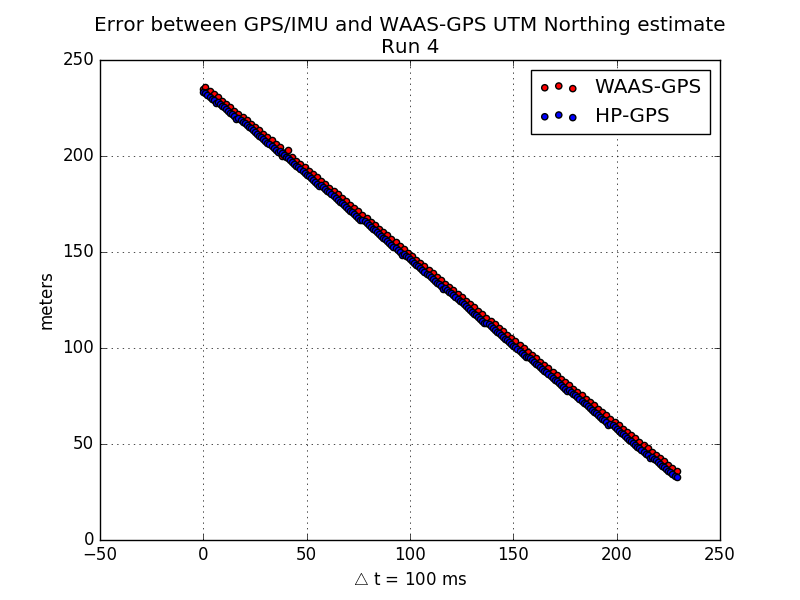 Error between GPS/IMU and WAAS-GPS UTM Northing estimate
Run 4
250
200
150
100
50
0
meters
WAAS-GPS
HP-GPS
−50 0 50 100 150 200 250
△ t = 100 ms